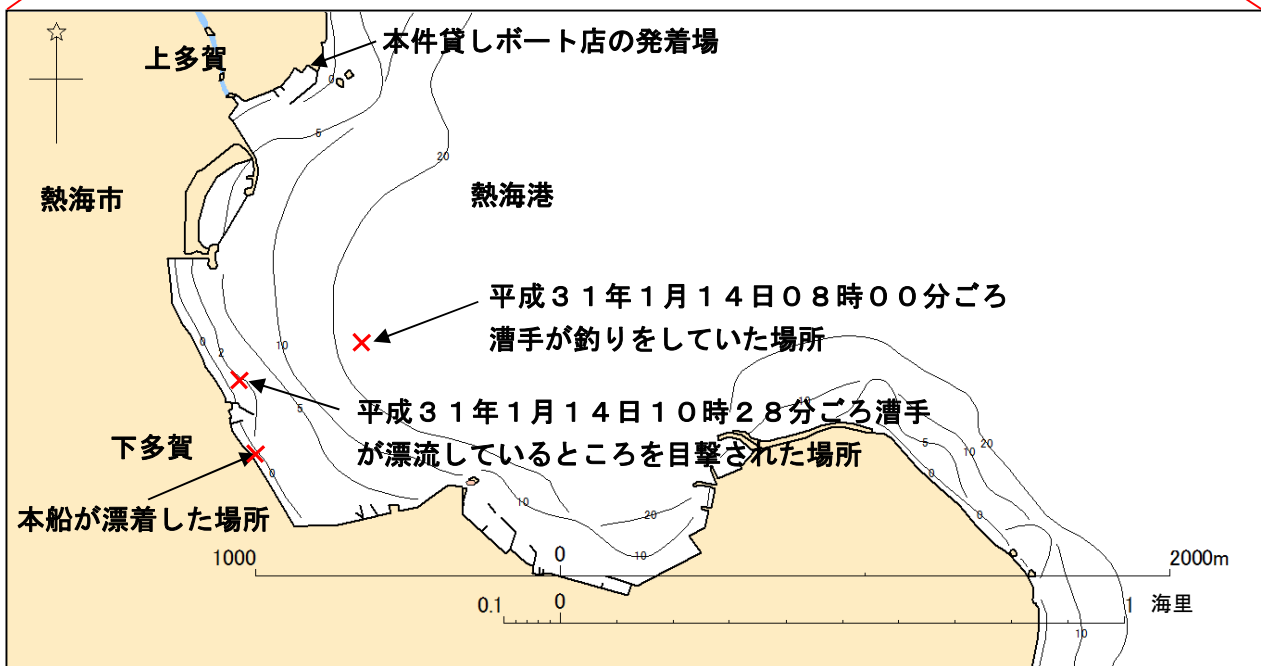 上多賀
本件貸しボート店の発着場
0
5
20
熱海市
熱海港
平成31年1月14日08時00分ごろ
漕手が釣りをしていた場所
0
2
10
5
平成31年1月14日10時28分ごろ漕手
が漂流しているところを目撃された場所
10
20
10
5
0
下多賀
0
本船が漂着した場所
10
20
10
0
1000
0
2000m
0.1
0
1
海里
10